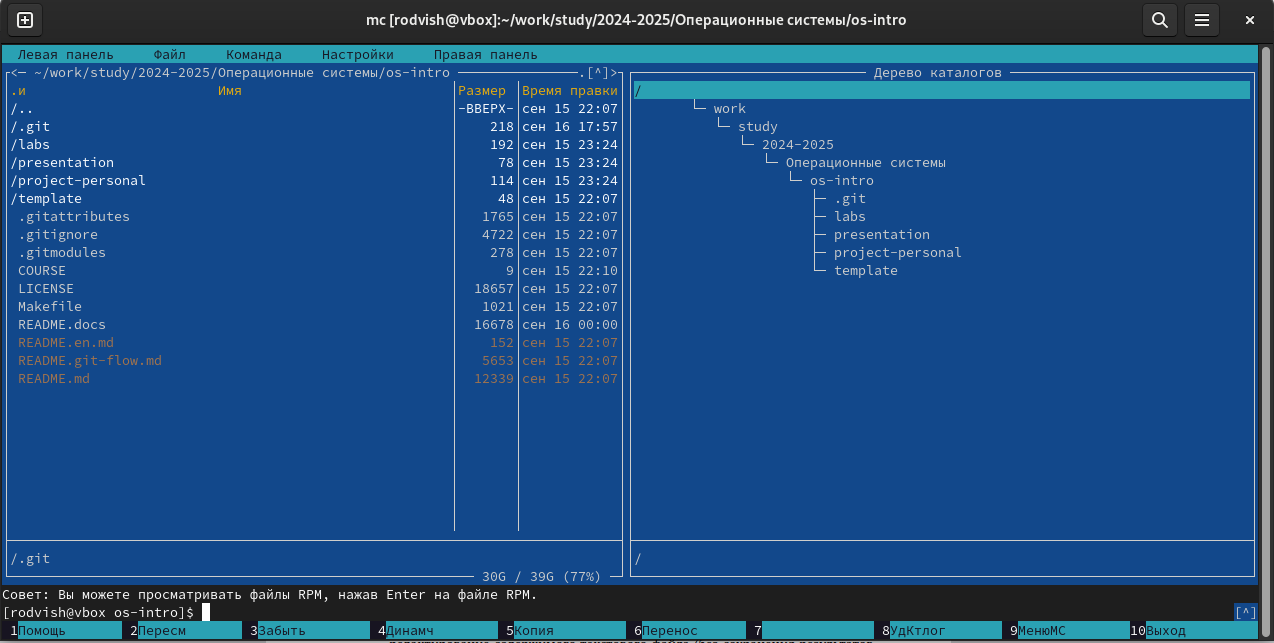 mc [rodvish@vbox]:~/work/study/2024-2025/Операционные системы/os-intro
Левая панель Файл Команда Настройки Правая панель
<─ ~/work/study/2024-2025/Операционные системы/os-intro .[^]>
.и Имя Размер Время правки
/.. -ВВЕРХ- сен 15 22:07
/.git 218 сен 16 17:57
/labs 192 сен 15 23:24
/presentation 78 сен 15 23:24
/project-personal 114 сен 15 23:24
/template 48 сен 15 22:07
.gitattributes 1765 сен 15 22:07
.gitignore 4722 сен 15 22:07
.gitmodules 278 сен 15 22:07
COURSE 9 сен 15 22:10
LICENSE 18657 сен 15 22:07
Makefile 1021 сен 15 22:07
README.docs 16678 сен 16 00:00
README.en.md 152 сен 15 22:07
README.git-flow.md 5653 сен 15 22:07
README.md 12339 сен 15 22:07
/.git
30G / 39G (77%)
Дерево каталогов
/
work
study
2024-2025
Операционные системы
os-intro
.git
labs
presentation
project-personal
template
/
Совет: Вы можете просматривать файлы RPM, нажав Enter на файле RPM.
[rodvish@vbox os-intro]$ [^]
1Помощь 2Пересм 3Забыть 4Динамч 5Копия 6Перенос 7 8УдКтлог 9МенюMC 10Выход